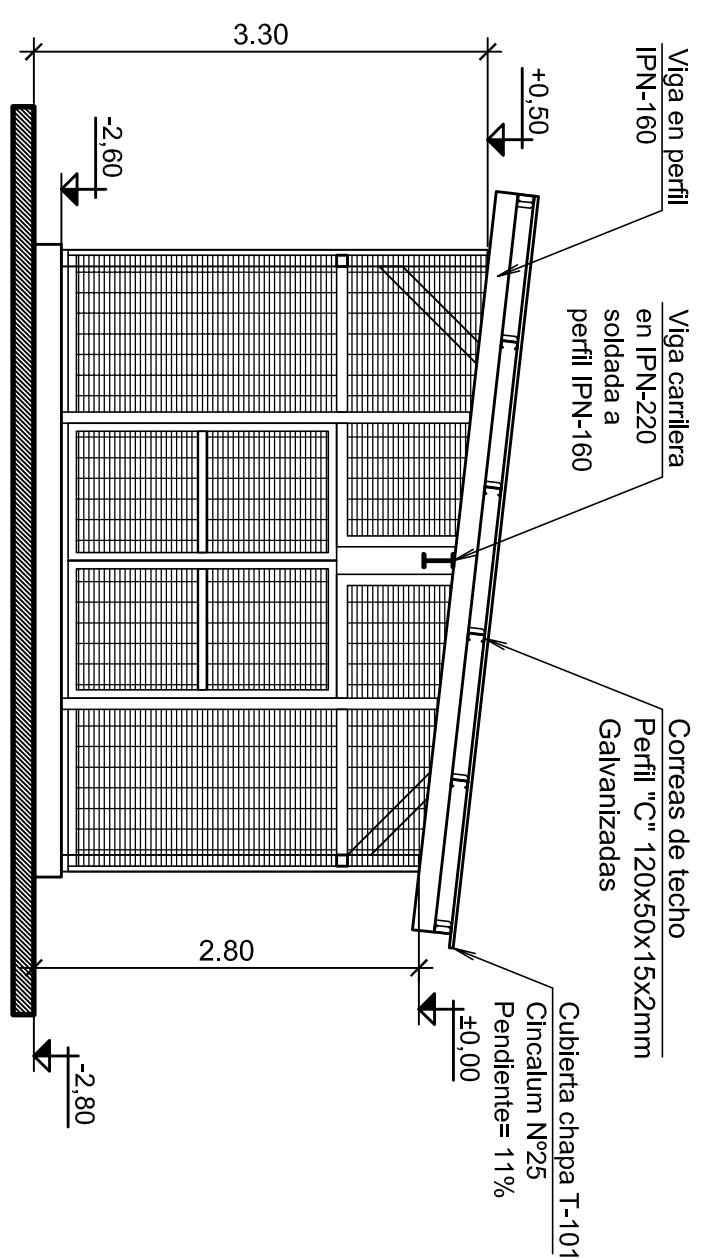 Viga en perfil
IPN-160
Viga carrilera
en IPN-220
soldada a
perfil IPN-160
Correas de techo
Perfil "C" 120x50x15x2mm
Galvanizadas
Cubierta chapa T-101
Cincalum Nº25
Pendiente= 11%
+0,50
±0,00
3.30
2.80
-2,60
-2,80